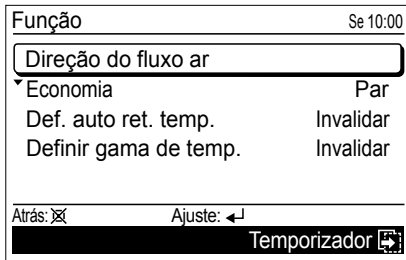 Função Se 10:00
Direção do fluxo ar
Economia Par
Def. auto ret. temp. Invalidar
Definir gama de temp. Invalidar
Atrás: Ajuste:
Temporizador